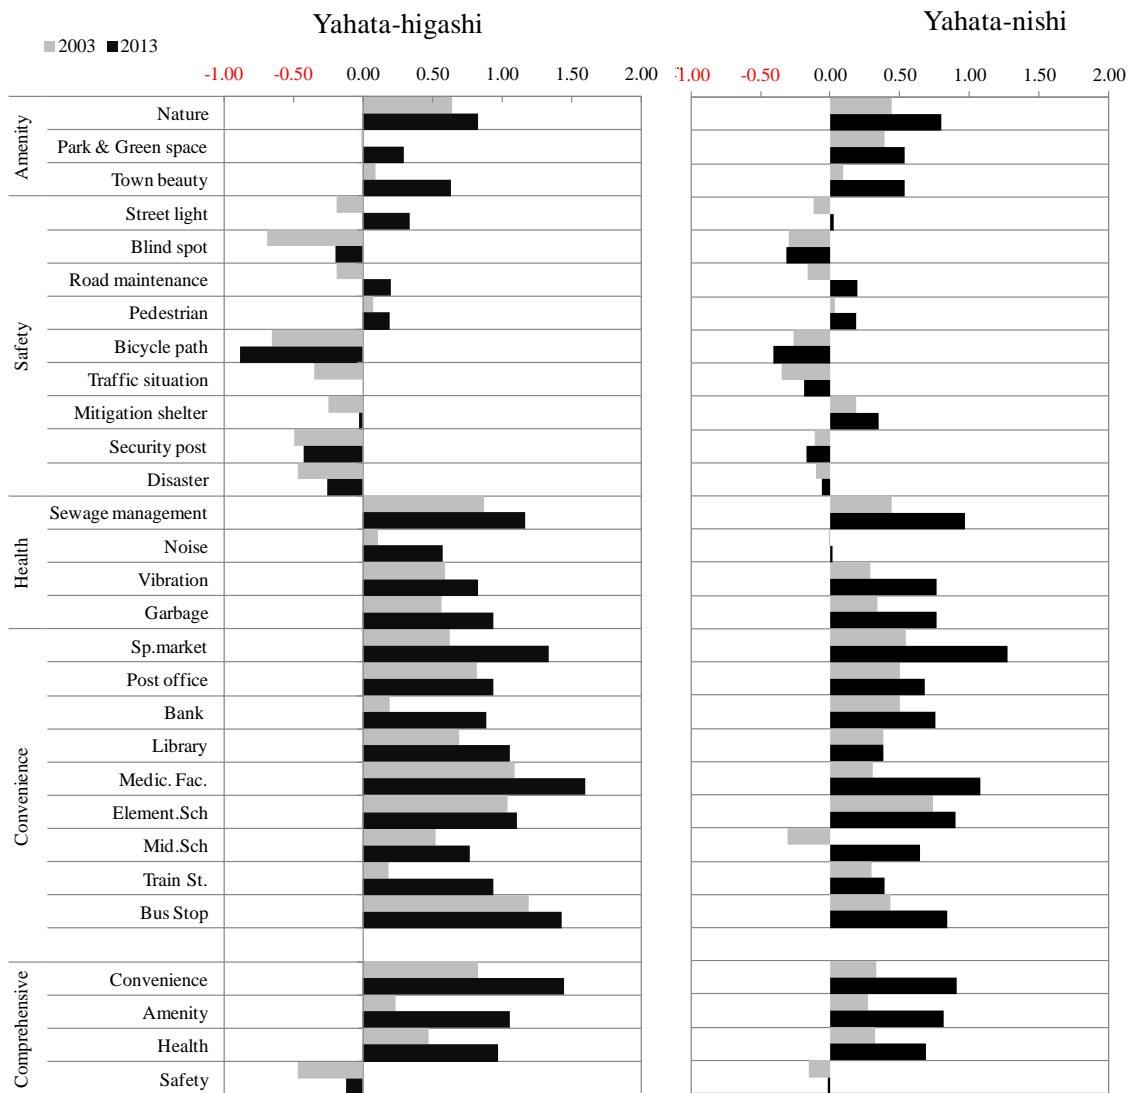 Yahata-higashi
Yahata-nishi
2003 2013
-1.00 -0.50 0.00 0.50 1.00 1.50 2.00
-1.00 -0.50 0.00 0.50 1.00 1.50 2.00
Amenity
Nature
Park & Green space
Town beauty
Safety
Street light
Blind spot
Road maintenance
Pedestrian
Bicycle path
Traffic situation
Mitigation shelter
Security post
Disaster
Health
Sewage management
Noise
Vibration
Garbage
Convenience
Sp.market
Post office
Bank
Library
Medic. Fac.
Element.Sch
Mid.Sch
Train St.
Bus Stop
Comprehensive
Convenience
Amenity
Health
Safety